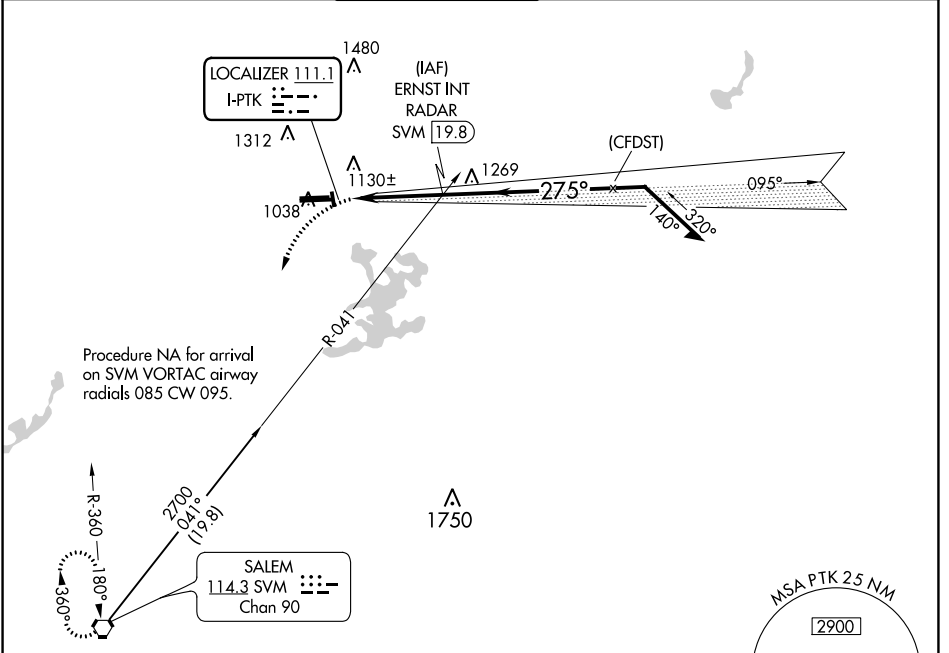 1480
LOCALIZER 111.1
I-PTK
(IAF)
ERNST INT
RADAR
SVM 19.8
1312
(CFDST)
1130±
1269
275°
095°
1038
140°
320°
R-041
Procedure NA for arrival
on SVM VORTAC airway
radials 085 CW 095.
2700
041°
(19.8)
1750
R-360
180°
360°
SALEM
114.3 SVM
Chan 90
MSA PTK 25 NM
2900